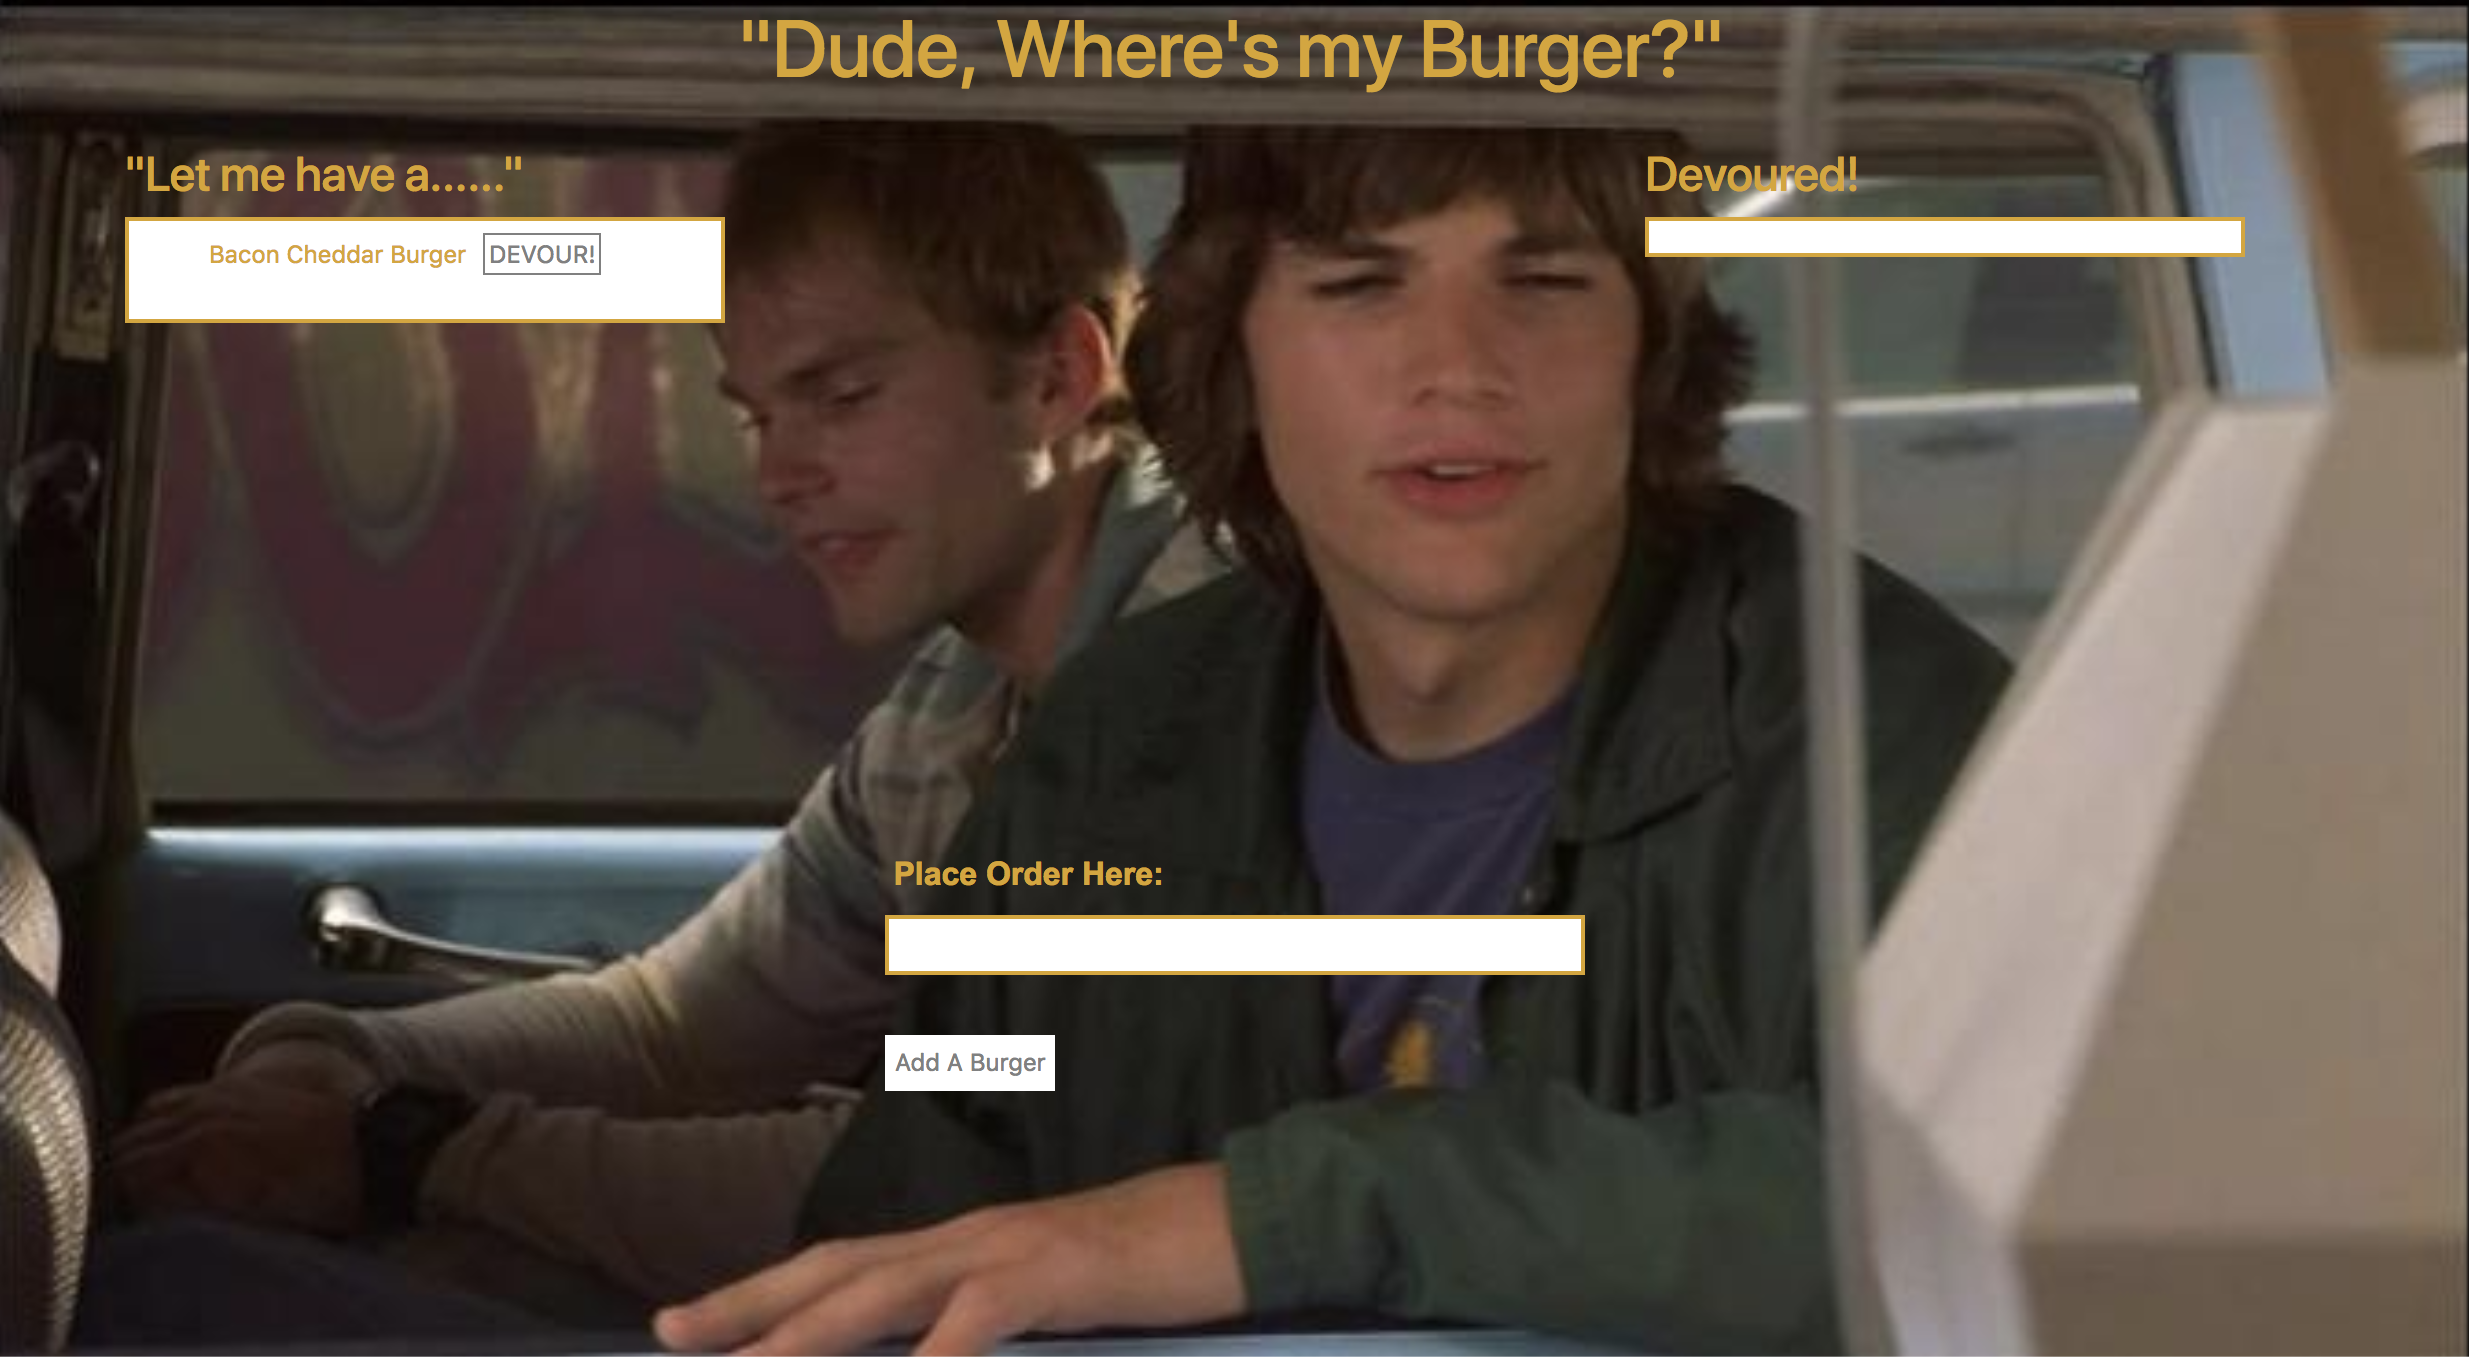 "Dude, Where's my Burger?"
"Let me have a......"
Bacon Cheddar Burger DEVOUR!
Devoured!
Place Order Here:
Add A Burger